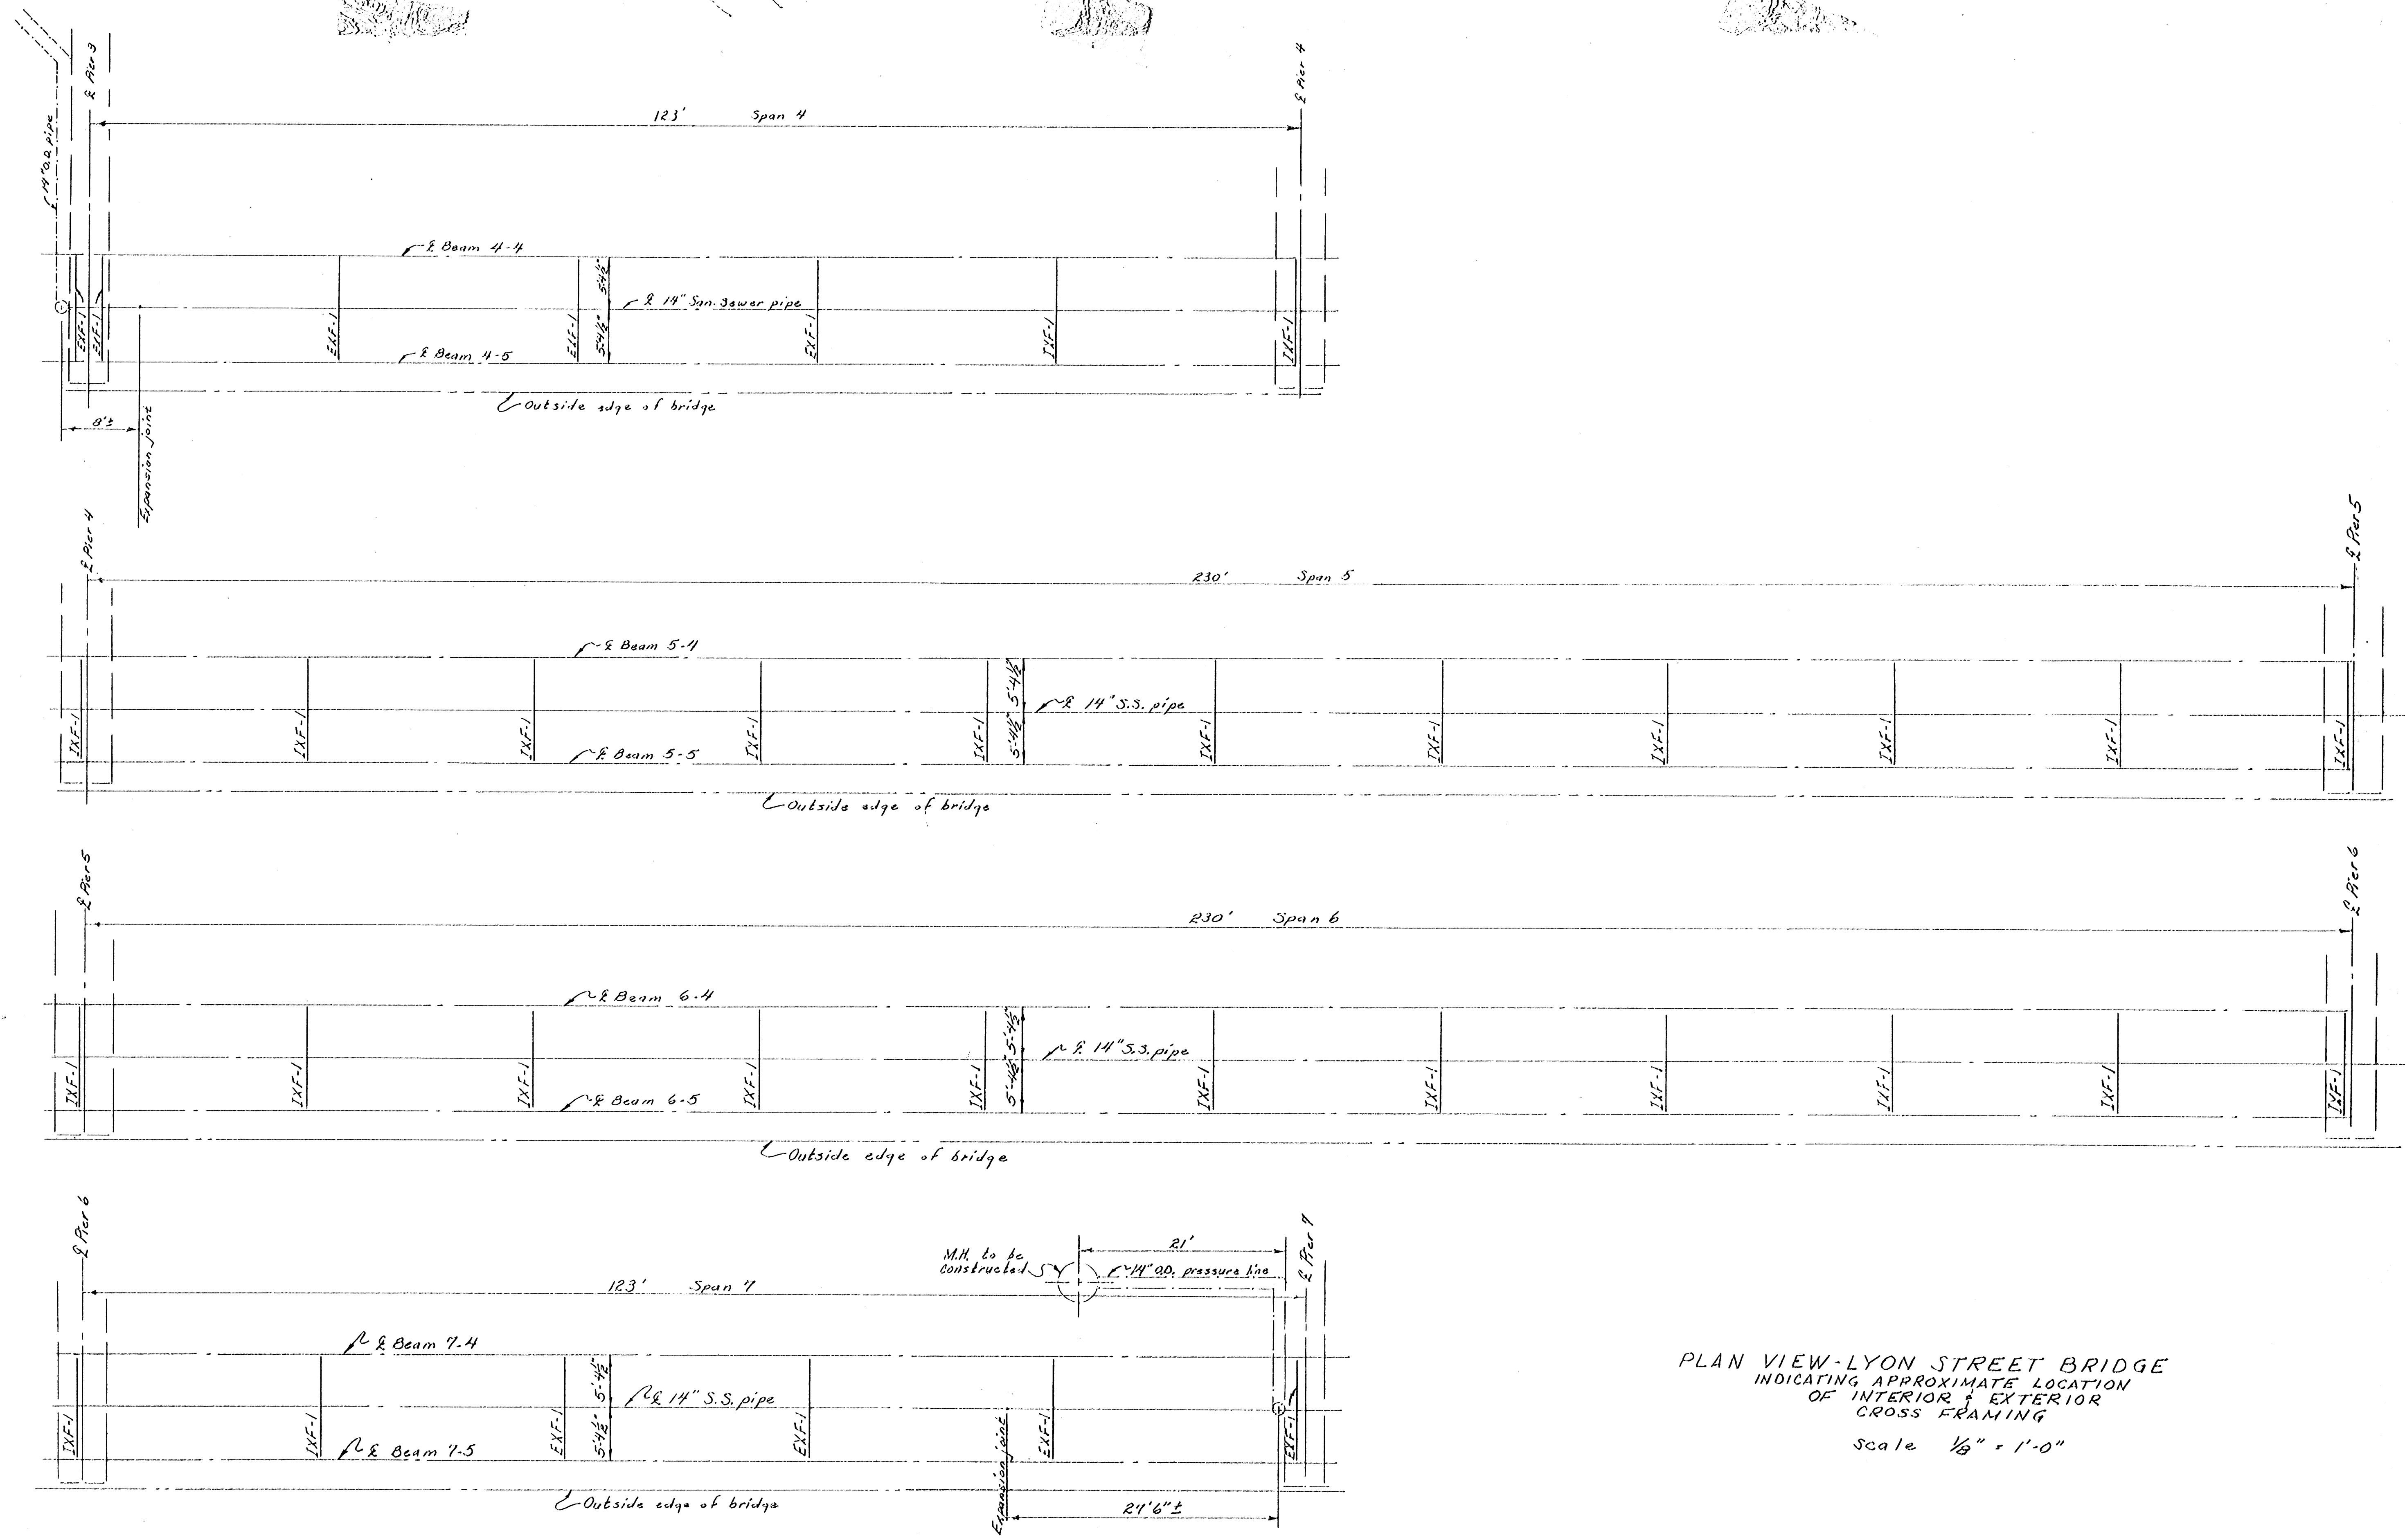 ℄ Pier 3
℄ Pier 4
14" O.D. pipe
123' Span 4
℄ Beam 4-4
℄ 14" San. Sewer pipe
5'-4½" 5'-4½"
EXF-1 EXF-1 EXF-1 EXF-1 EXF-1 IXF-1 IXF-1
℄ Beam 4-5
Outside edge of bridge
8'±
Expansion joint
℄ Pier 4
℄ Pier 5
230' Span 5
℄ Beam 5-4
℄ 14" S.S. pipe
5'-4½" 5'-4½"
IXF-1 IXF-1 IXF-1 IXF-1 IXF-1 IXF-1 IXF-1 IXF-1 IXF-1 IXF-1 IXF-1
℄ Beam 5-5
Outside edge of bridge
℄ Pier 5
℄ Pier 6
230' Span 6
℄ Beam 6-4
℄ 14" S.S. pipe
5'-4½" 5'-4½"
IXF-1 IXF-1 IXF-1 IXF-1 IXF-1 IXF-1 IXF-1 IXF-1 IXF-1 IXF-1 IXF-1
℄ Beam 6-5
Outside edge of bridge
℄ Pier 6
℄ Pier 7
21'
M.H. to be
constructed
14" O.D. pressure line
123' Span 7
℄ Beam 7-4
℄ 14" S.S. pipe
5'-4½" 5'-4½"
IXF-1 IXF-1 EXF-1 EXF-1 EXF-1 EXF-1
℄ Beam 7-5
Expansion joint
Outside edge of bridge
27'6"±
PLAN VIEW-LYON STREET BRIDGE
INDICATING APPROXIMATE LOCATION
OF INTERIOR & EXTERIOR
CROSS FRAMING
Scale ⅛" = 1'-0"